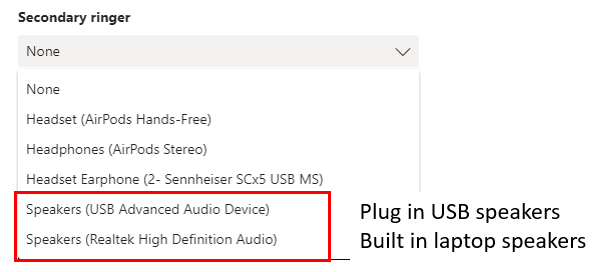 Secondary ringer
None
None
Headset (AirPods Hands-Free)
Headphones (AirPods Stereo)
Headset Earphone (2- Sennheiser SCx5 USB MS)
Speakers (USB Advanced Audio Device)
Plug in USB speakers
Speakers (Realtek High Definition Audio)
Built in laptop speakers